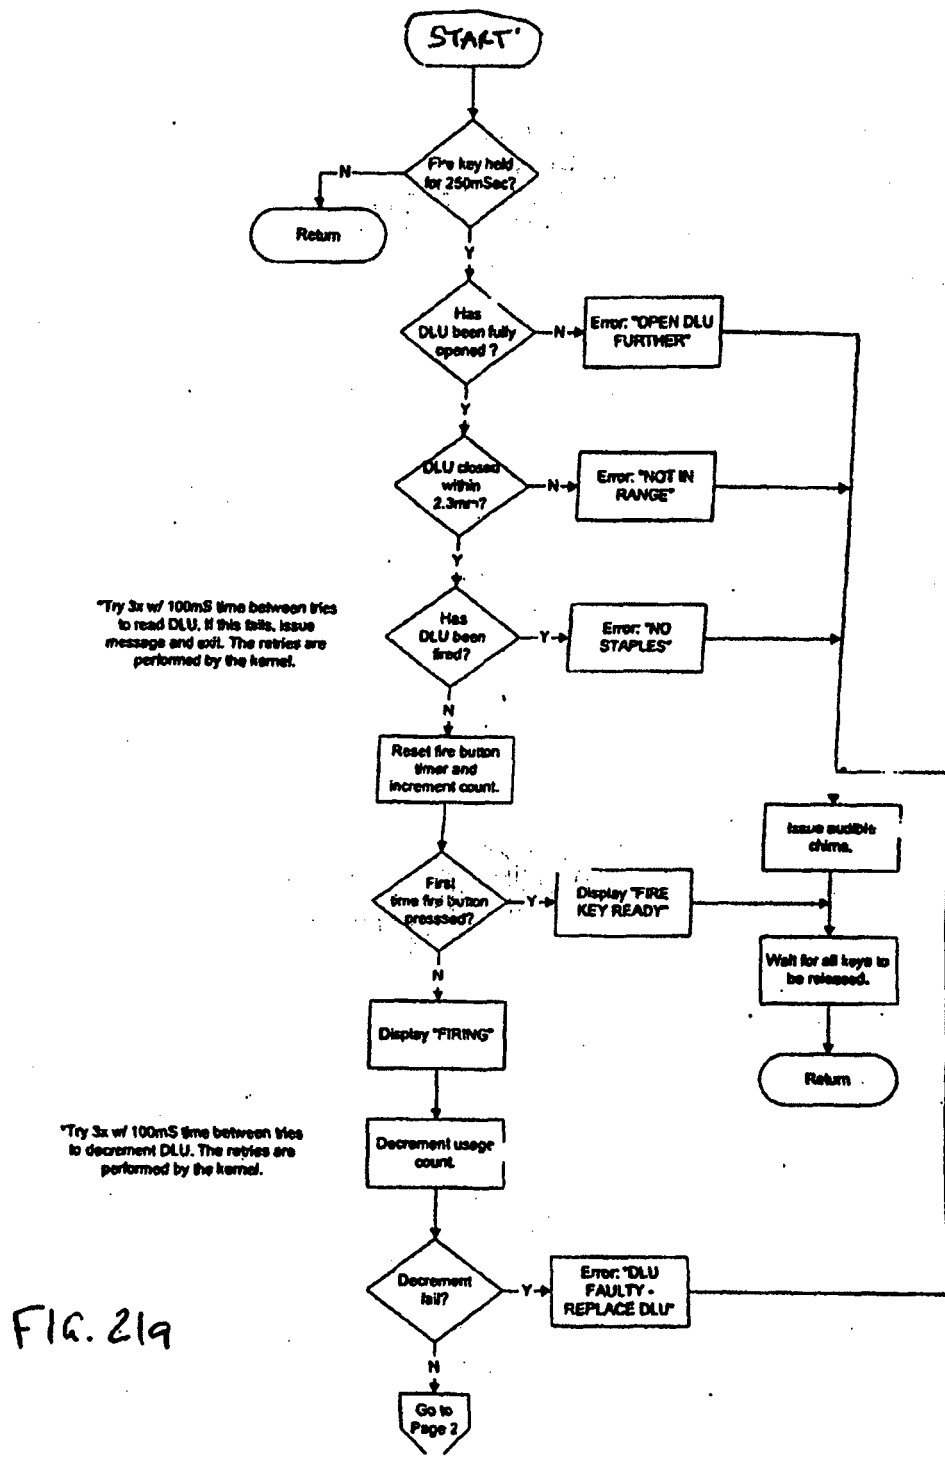 START
Fire key held
for 250mSec?
N
Return
Y
Has
DLU been fully
opened ?
N
Error: "OPEN DLU
FURTHER"
Y
DLU closed
within
2.3mm?
N
Error: "NOT IN
RANGE"
Y
*Try 3x w/ 100mS time between tries
to read DLU. If this fails, issue
message and exit. The retries are
performed by the kernel.
Has
DLU been
fired?
Y
Error: "NO
STAPLES"
N
Reset fire button
timer and
increment count.
Issue audible
chime.
First
time fire button
presssed?
Y
Display "FIRE
KEY READY"
Wait for all keys to
be released.
N
Display "FIRING"
Return
*Try 3x w/ 100mS time between tries
to decrement DLU. The retries are
performed by the kernel.
Decrement usage
count.
Decrement
fail?
Y
Error: "DLU
FAULTY -
REPLACE DLU"
FIG. 21a
N
Go to
Page 2